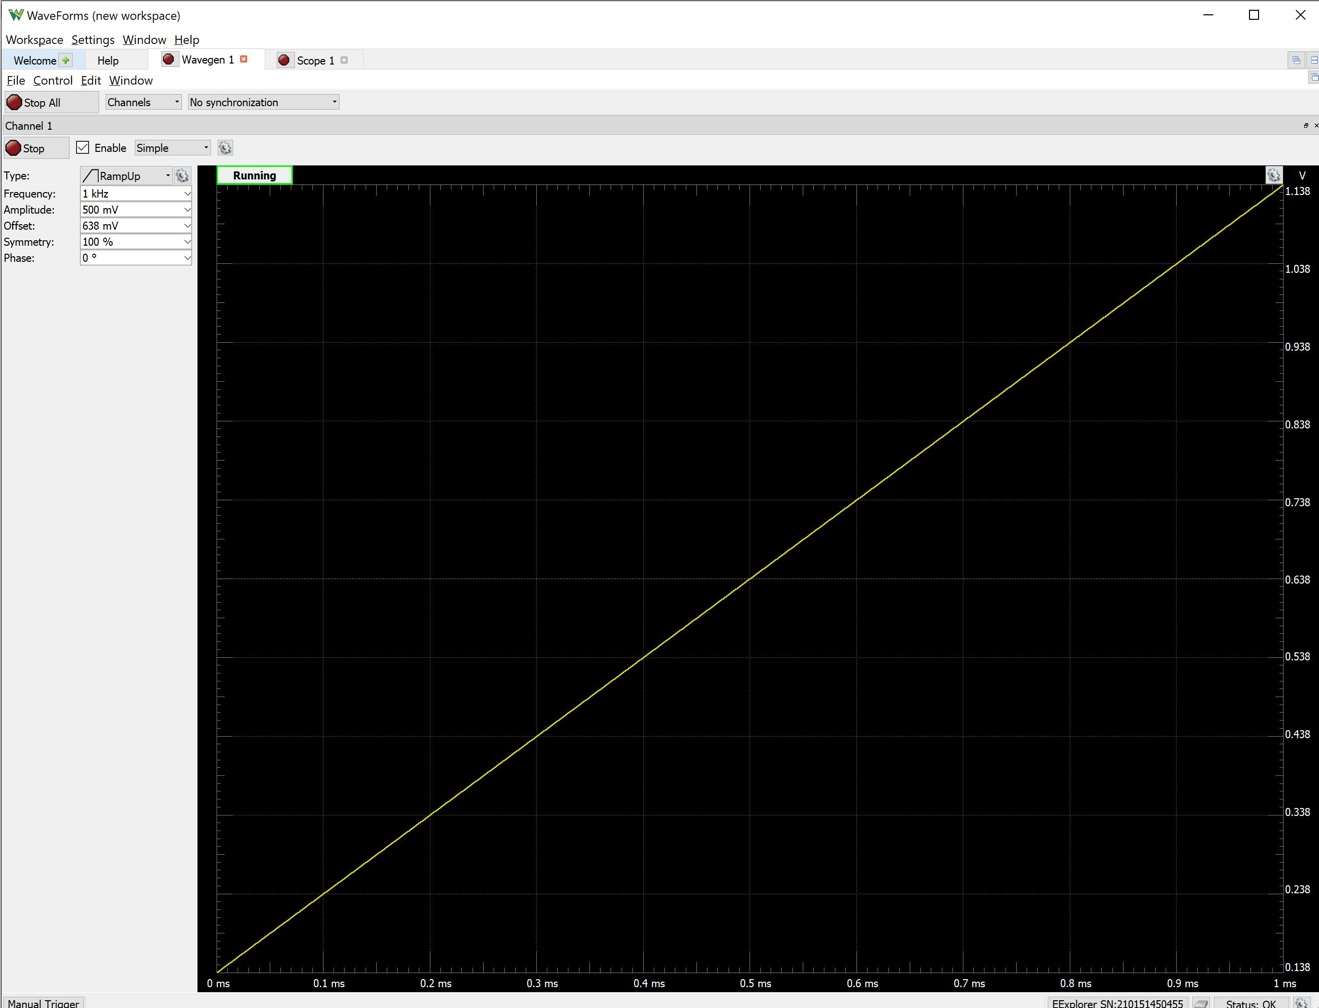 WaveForms (new workspace)
Workspace Settings Window Help
Welcome Help Wavegen 1 Scope 1
File Control Edit Window
Stop All Channels No synchronization
Channel 1
Stop Enable Simple
Type: RampUp
Frequency: 1 kHz
Amplitude: 500 mV
Offset: 638 mV
Symmetry: 100 %
Phase: 0 º
Running V
1.138
1.038
0.938
0.838
0.738
0.638
0.538
0.438
0.338
0.238
0.138
0 ms 0.1 ms 0.2 ms 0.3 ms 0.4 ms 0.5 ms 0.6 ms 0.7 ms 0.8 ms 0.9 ms 1 ms
Manual Trigger EExplorer SN:210151450455 Status: OK